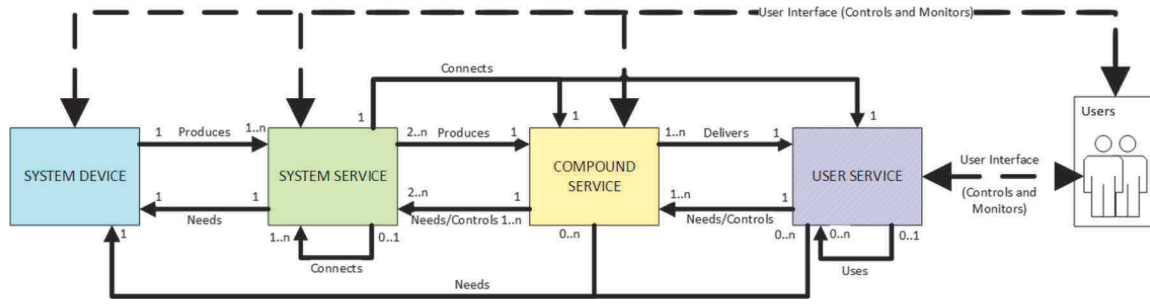 User Interface (Controls and Monitors)
Connects
Users
1 Produces 1..n
1
2..n Produces 1
1
1..n Delivers 1
1
SYSTEM DEVICE
SYSTEM SERVICE
COMPOUND
SERVICE
USER SERVICE
User Interface
(Controls and
Monitors)
1 Needs 1
2..n Needs/Controls 1..n 1
1..n Needs/Controls 1
1
1..n 0..1
Connects
0..n
0..n 0..n 0..1
Uses
Needs